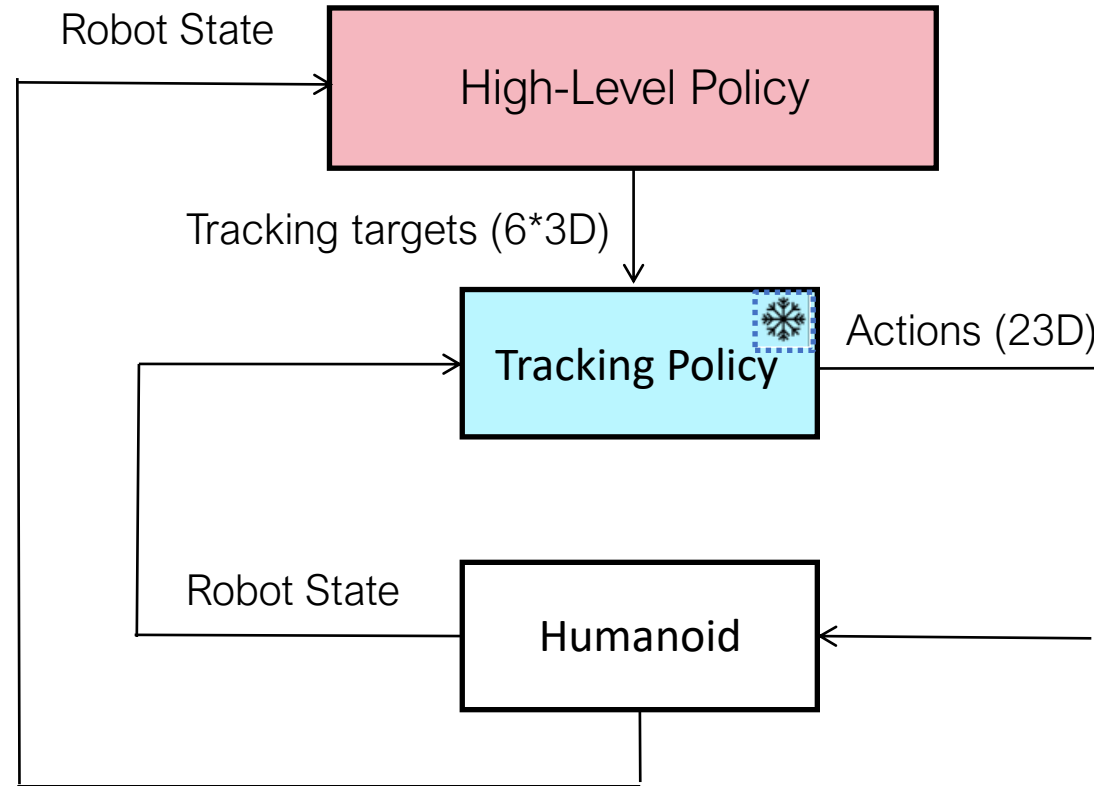 Robot State
High-Level Policy
Tracking targets (6*3D)
Tracking Policy
Actions (23D)
Robot State
Humanoid